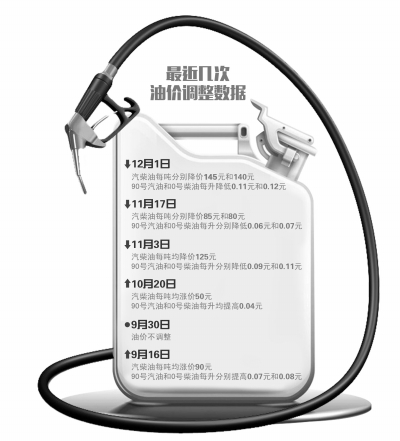 最近几次
油价调整数据
12月1日
汽柴油每吨分别降价145元和140元
90号汽油和0号柴油每升降低0.11元和0.12元
11月17日
汽柴油每吨分别降价85元和80元
90号汽油和0号柴油每升分别降低0.06元和0.07元
11月3日
汽柴油每吨均降价125元
90号汽油和0号柴油每升分别降低0.09元和0.11元
10月20日
汽柴油每吨均涨价50元
90号汽油和0号柴油每升均提高0.04元
9月30日
油价不调整
9月16日
汽柴油每吨均涨价90元
90号汽油和0号柴油每升分别提高0.07元和0.08元